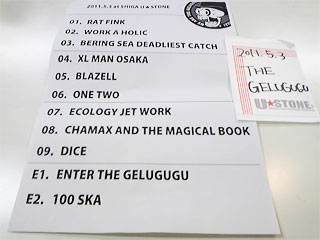 2011.5.3 at SHIGA U★STONE
01. RAT FINK
02. WORK A HOLIC
03. BERING SEA DEADLIEST CATCH
04. XL MAN OSAKA
05. BLAZELL
06. ONE TWO
07. ECOLOGY JET WORK
08. CHAMAX AND THE MAGICAL BOOK
09. DICE
E1. ENTER THE GELUGUGU
E2. 100 SKA
2011.5.3
THE
GELUGUGU
U★STONE